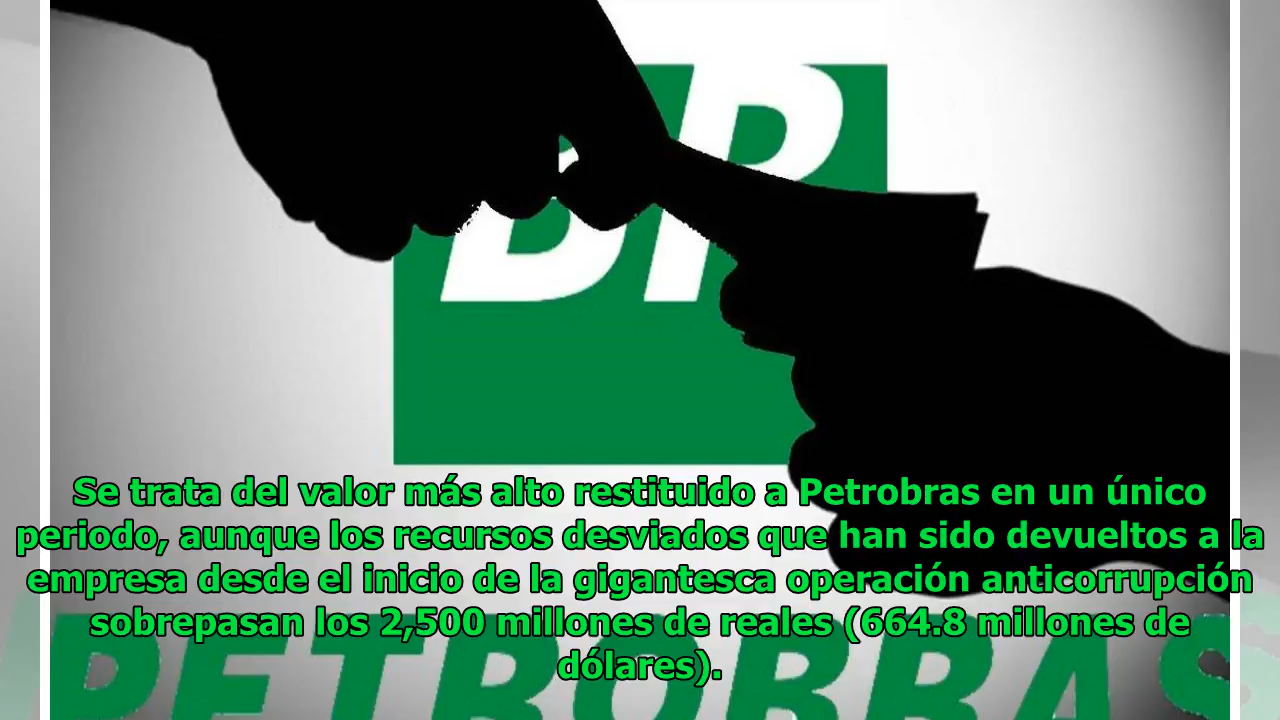 BR
Se trata del valor más alto restituido a Petrobras en un único
periodo, aunque los recursos desviados que han sido devueltos a la
empresa desde el inicio de la gigantesca operación anticorrupción
sobrepasan los 2,500 millones de reales (664.8 millones de
dólares).
PETROBRAS